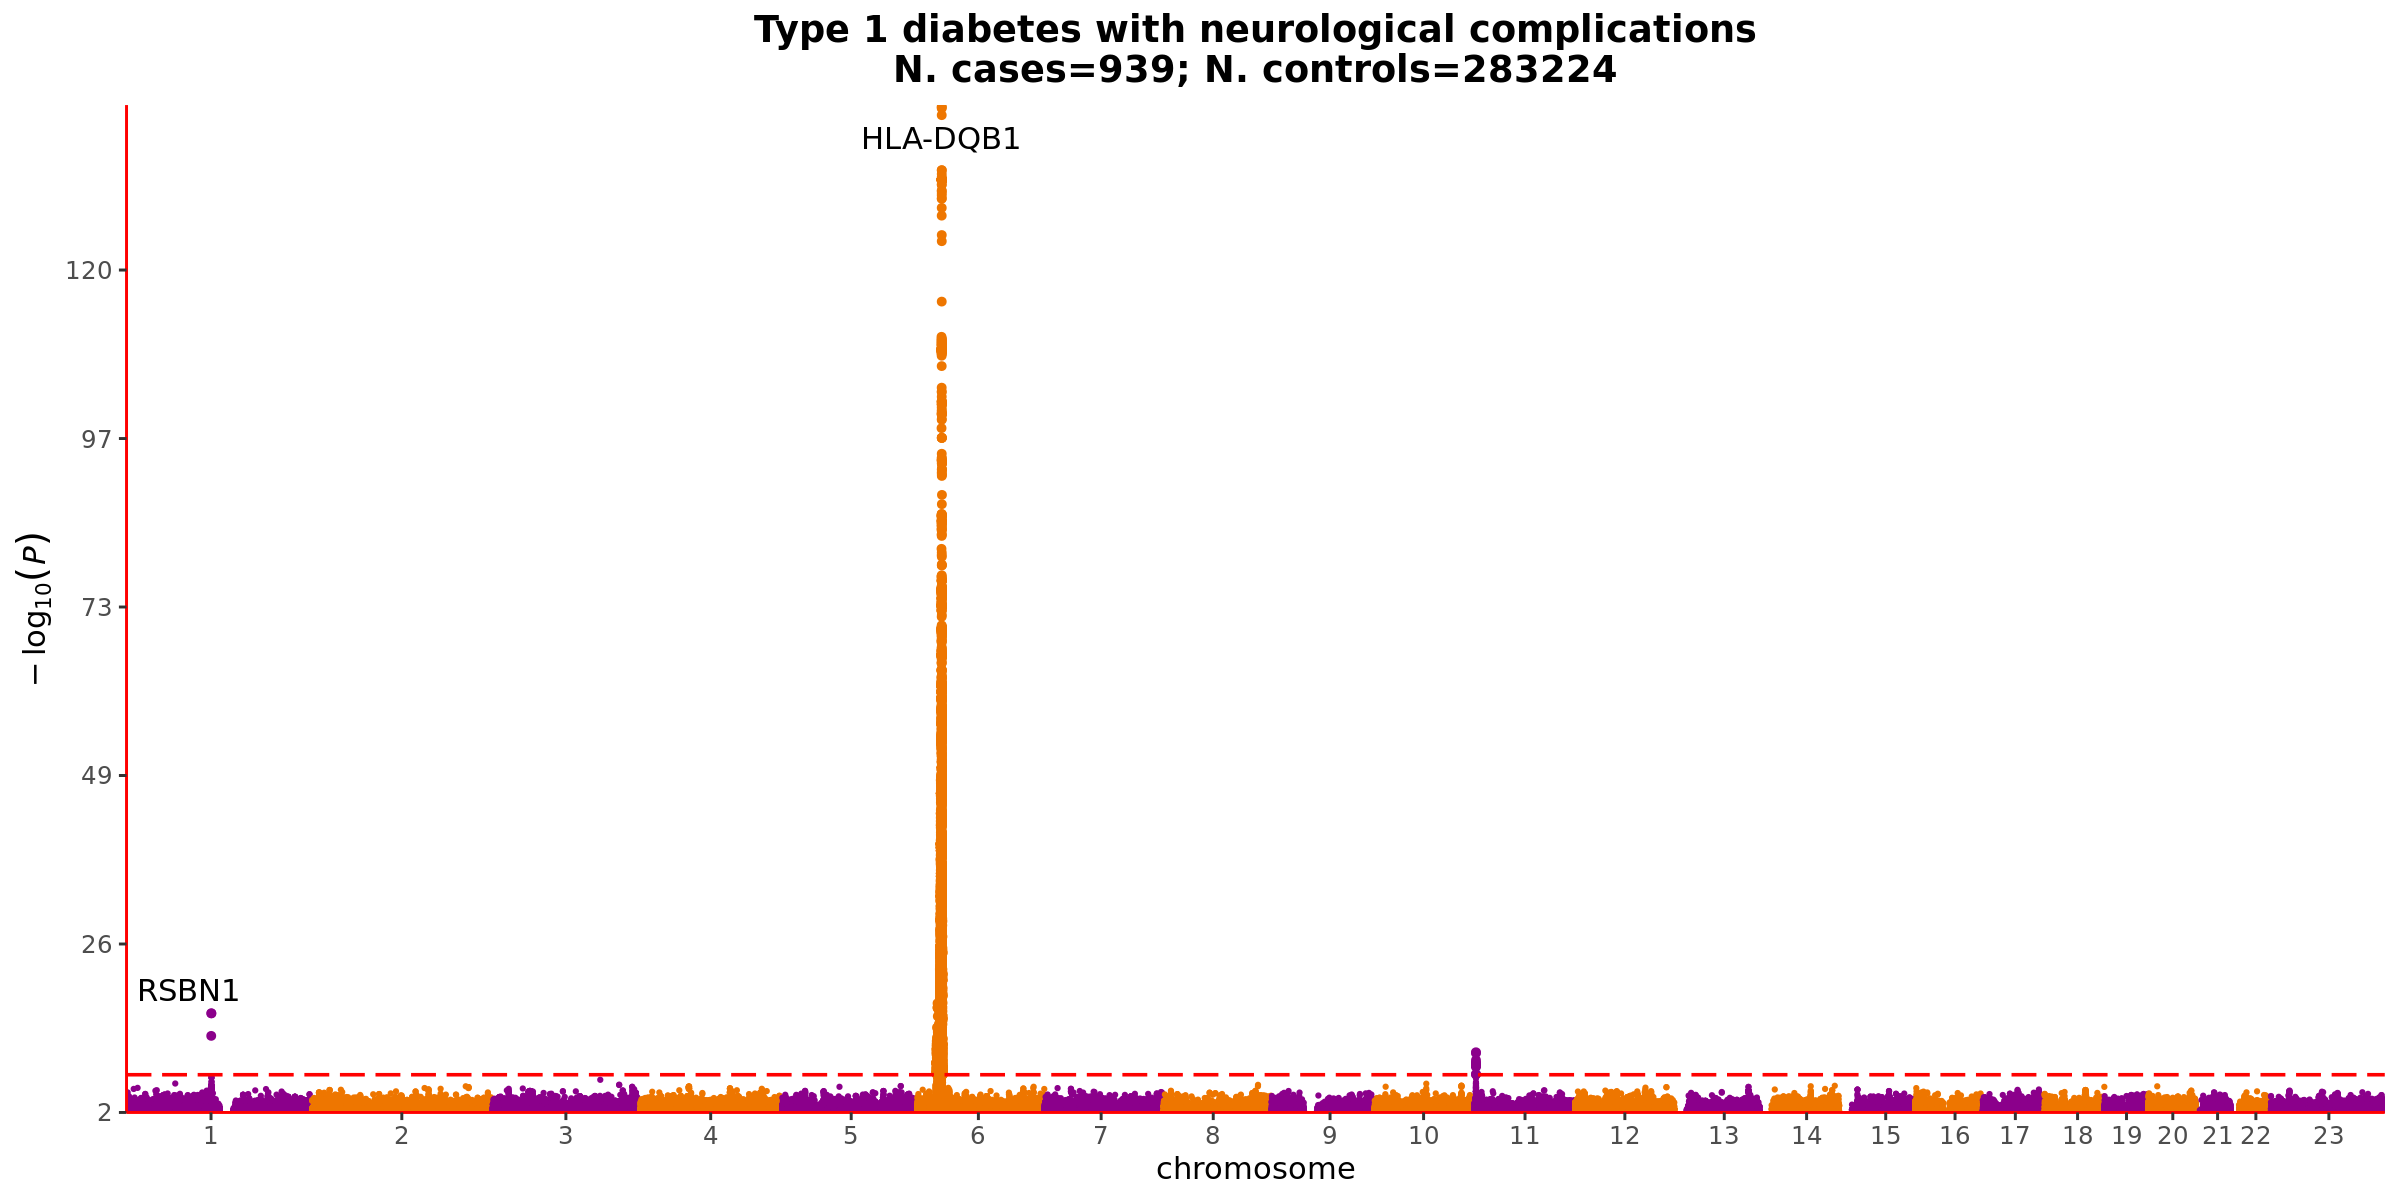 Type 1 diabetes with neurological complications
N. cases=939; N. controls=283224
HLA-DQB1
120
97
73
49
26
2
− log10(P)
RSBN1
1 2 3 4 5 6 7 8 9 10 11 12 13 14 15 16 17 18 19 20 21 22 23
chromosome